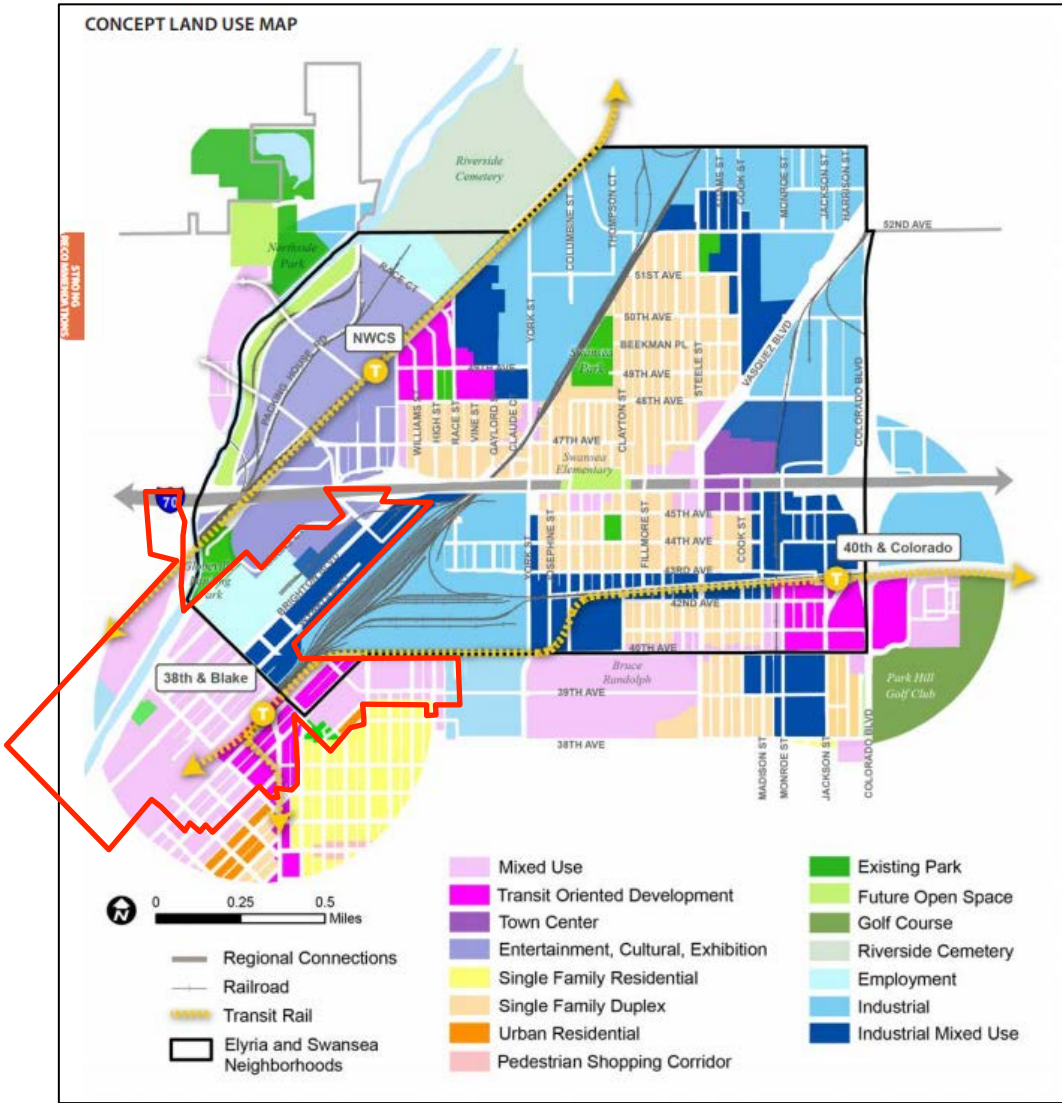 CONCEPT LAND USE MAP
Riverside
Cemetery
COLUMBINE ST
THOMPSON CT
ADAMS ST
COOK ST
MONROE ST
JACKSON ST
HARRISON ST
52ND AVE
STRONG
RECOMMENDATIONS
Northside
Park
RACE CT
51ST AVE
50TH AVE
BEEKMAN PL
49TH AVE
48TH AVE
NWCS
YORK ST
Swansea
Park
STEELE ST
VASQUEZ BLVD
COLORADO BLVD
PACKING HOUSE RD
WILLIAMS ST
HIGH ST
RACE ST
VINE ST
GAYLORD ST
CLAUDE CT
CLAYTON ST
47TH AVE
Swansea
Elementary
70
45TH AVE
44TH AVE
43RD AVE
42ND AVE
40TH AVE
YORK ST
JOSEPHINE ST
FILLMORE ST
COOK ST
40th & Colorado
Park
BRIGHTON BLVD
38th & Blake
Bruce
Randolph
39TH AVE
38TH AVE
Park Hill
Golf Club
MADISON ST
MONROE ST
JACKSON ST
COLORADO BLVD
N
0 0.25 0.5
Miles
Regional Connections
Railroad
Transit Rail
Elyria and Swansea
Neighborhoods
Mixed Use
Transit Oriented Development
Town Center
Entertainment, Cultural, Exhibition
Single Family Residential
Single Family Duplex
Urban Residential
Pedestrian Shopping Corridor
Existing Park
Future Open Space
Golf Course
Riverside Cemetery
Employment
Industrial
Industrial Mixed Use
T
T
T